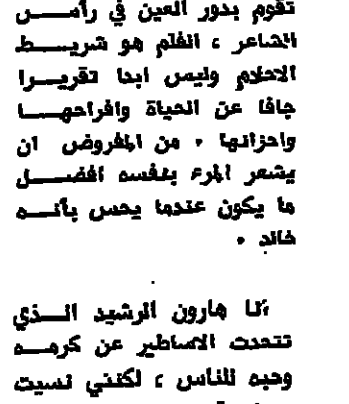 تقوم بدور العين في رأس
الشاعر ، الفلم هو شريط
الاحلام وليس ابدا تقريرا
جافا عن الحياة وافراحها
واحزانها . من المفروض ان
يشعر المرء بنفسه افضل
ما يكون عندما يحس بأنه
خالد .
أنا هارون الرشيد الذي
تتحدث الاساطير عن كرمه
وحبه للناس ، لكنني نسيت